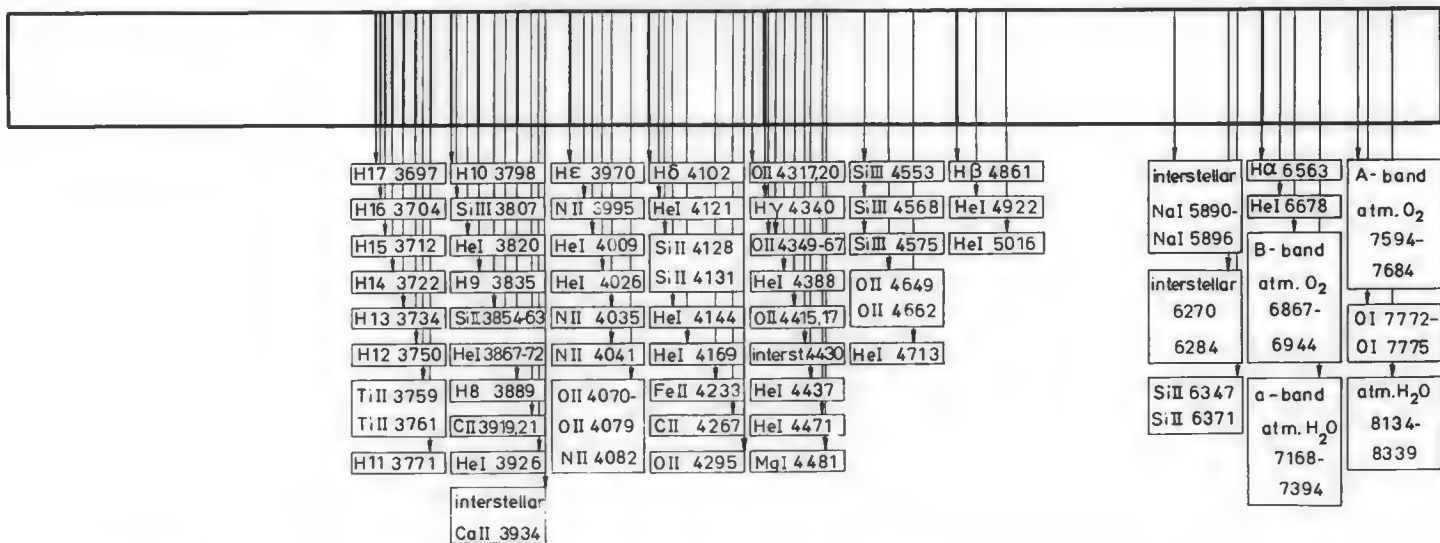 H17 3697
H16 3704
H15 3712
H14 3722
H13 3734
H12 3750
TiII 3759
TiII 3761
H11 3771
H10 3798
SiIII 3807
HeI 3820
H9 3835
SiII 3854-63
HeI 3867-72
H8 3889
CII 3919,21
HeI 3926
interstellar
CaII 3934
Hε 3970
NII 3995
HeI 4009
HeI 4026
NII 4035
NII 4041
OII 4070-
OII 4079
NII 4082
Hδ 4102
HeI 4121
SiII 4128
SiII 4131
HeI 4144
HeI 4169
FeII 4233
CII 4267
OII 4295
OII 4317,20
Hγ 4340
OII 4349-67
HeI 4388
OII 4415,17
interst 4430
HeI 4437
HeI 4471
MgI 4481
SiIII 4553
SiIII 4568
SiIII 4575
OII 4649
OII 4662
HeI 4713
Hβ 4861
HeI 4922
HeI 5016
interstellar
NaI 5890-
NaI 5896
interstellar
6270
6284
SiII 6347
SiII 6371
Hα 6563
HeI 6678
B-band
atm. O₂
6867-
6944
a-band
atm. H₂O
7168-
7394
A-band
atm. O₂
7594-
7684
OI 7772-
OI 7775
atm. H₂O
8134-
8339